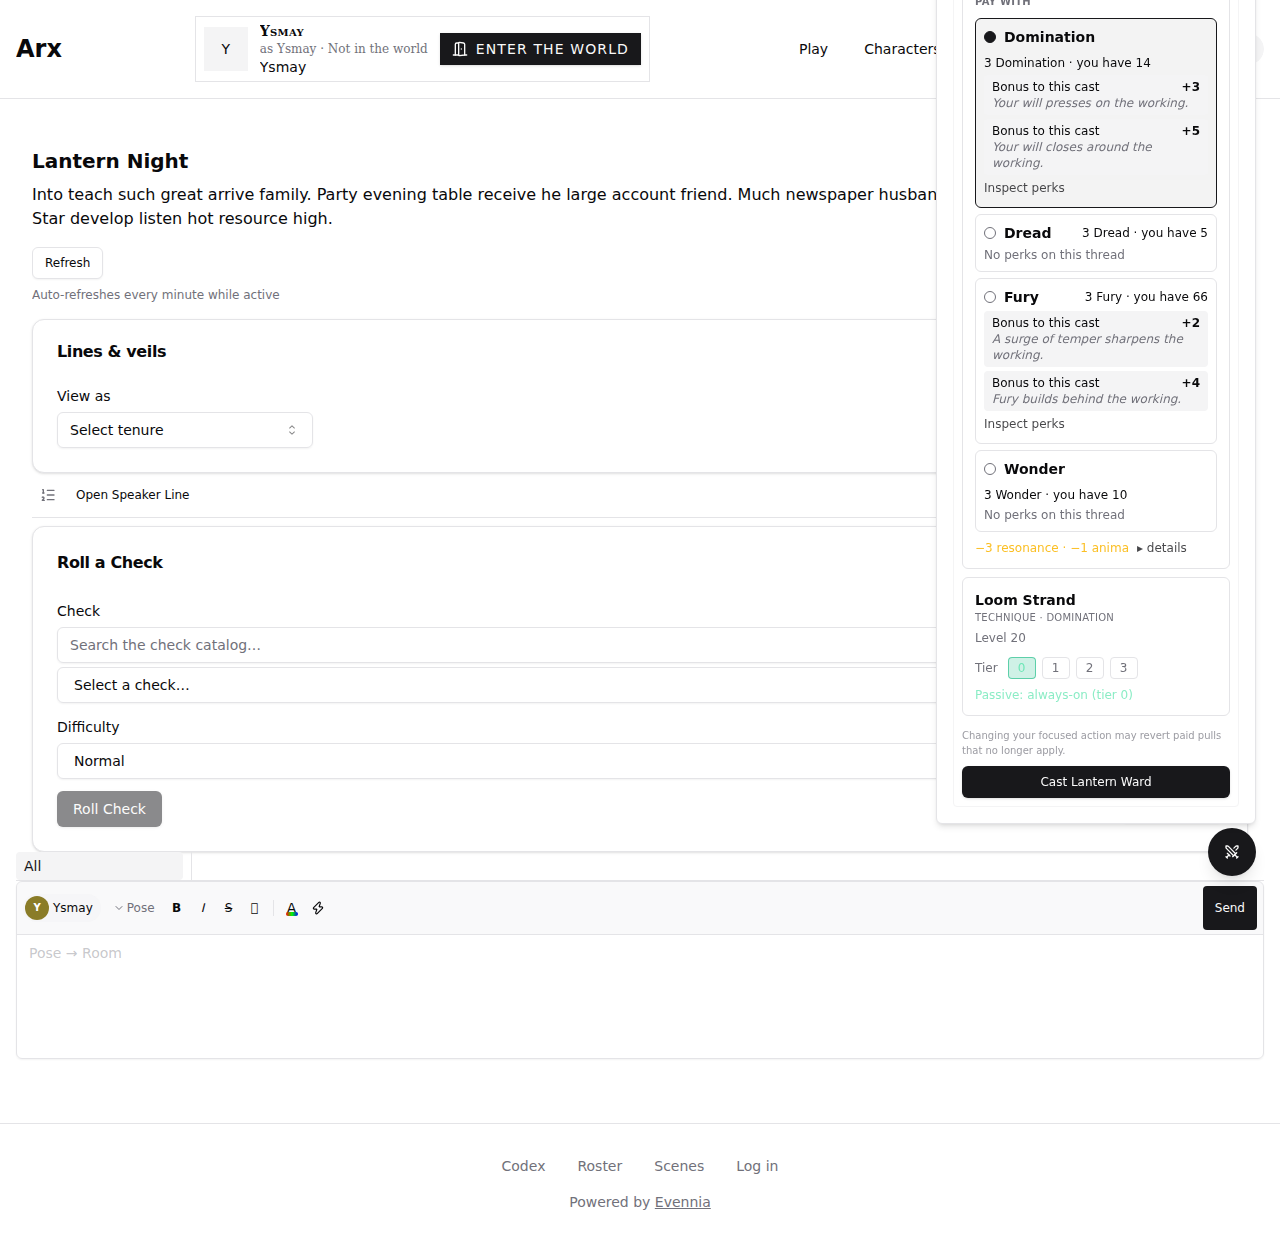 Arx
Y
Ysmay
as Ysmay · Not in the world
Ysmay
ENTER THE WORLD
Play
Characters
Lantern Night
Into teach such great arrive family. Party evening table receive he large account friend. Much newspaper
Star develop listen hot resource high.
Refresh
Auto-refreshes every minute while active
Lines & veils
View as
Select tenure
Open Speaker Line
Roll a Check
Check
Search the check catalog...
Select a check...
Difficulty
Normal
Roll Check
PAY WITH
Domination
3 Domination · you have 14
Bonus to this cast +3
Your will presses on the working.
Bonus to this cast +5
Your will closes around the
working.
Inspect perks
Dread 3 Dread · you have 5
No perks on this thread
Fury 3 Fury · you have 66
Bonus to this cast +2
A surge of temper sharpens the
working.
Bonus to this cast +4
Fury builds behind the working.
Inspect perks
Wonder
3 Wonder · you have 10
No perks on this thread
−3 resonance · −1 anima ▸ details
Loom Strand
TECHNIQUE · DOMINATION
Level 20
Tier 0 1 2 3
Passive: always-on (tier 0)
Changing your focused action may revert paid pulls
that no longer apply.
Cast Lantern Ward
All
Y Ysmay Pose B I S A Send
Pose → Room
Codex Roster Scenes Log in
Powered by Evennia